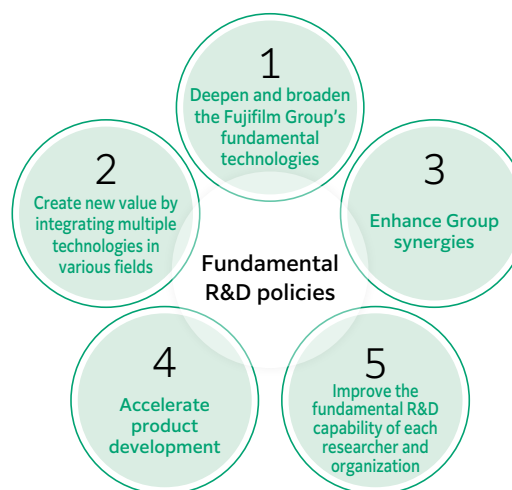 1
Deepen and broaden
the Fujifilm Group's
fundamental
technologies
2
Create new value by
integrating multiple
technologies in
various fields
3
Enhance Group
synergies
Fundamental
R&D policies
4
Accelerate
product
development
5
Improve the
fundamental R&D
capability of each
researcher and
organization